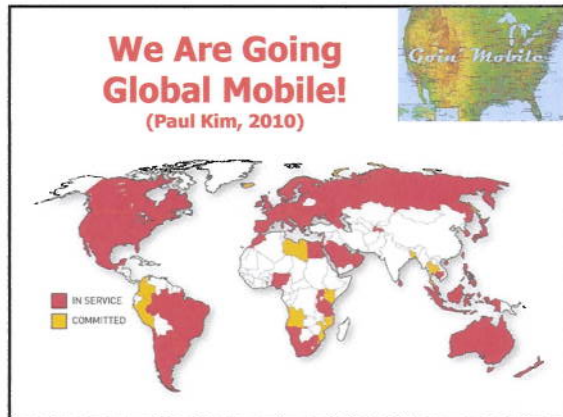 We Are Going
Global Mobile!
(Paul Kim, 2010)
Goin' Mobile
IN SERVICE
COMMITTED